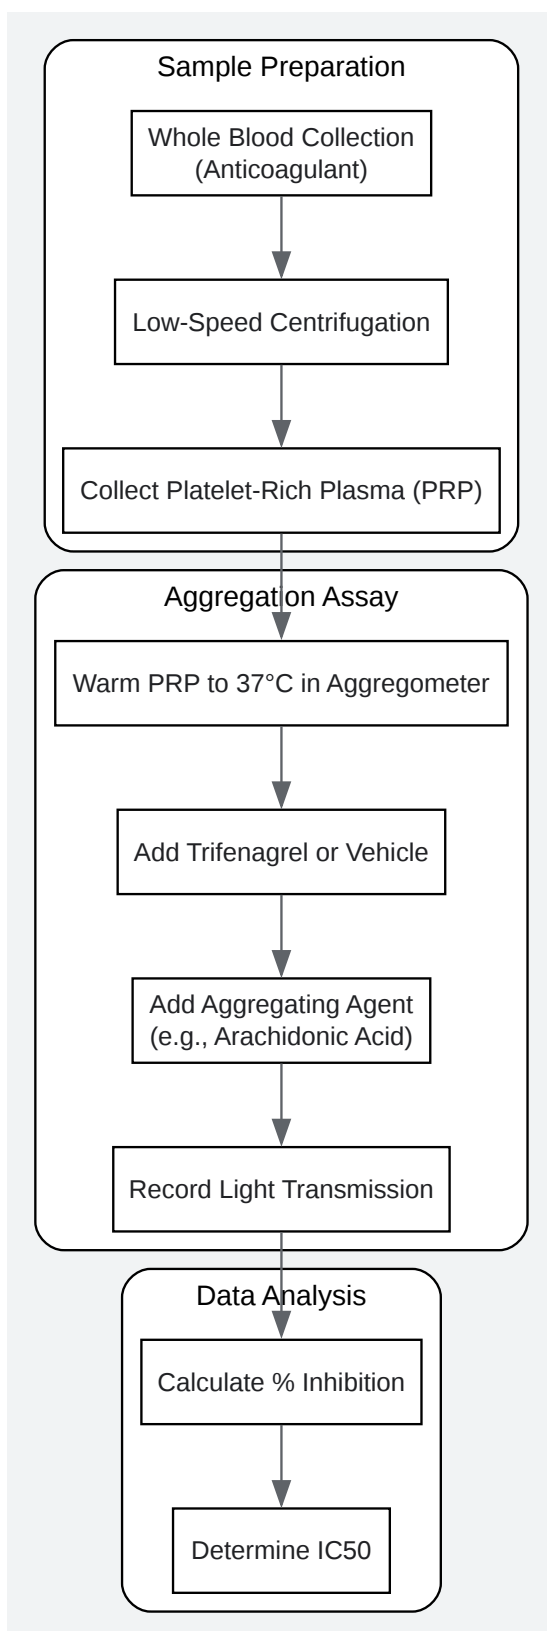 Sample Preparation
Whole Blood Collection
(Anticoagulant)
Low-Speed Centrifugation
Collect Platelet-Rich Plasma (PRP)
Aggregation Assay
Warm PRP to 37°C in Aggregometer
Add Trifenagrel or Vehicle
Add Aggregating Agent
(e.g., Arachidonic Acid)
Record Light Transmission
Data Analysis
Calculate % Inhibition
Determine IC50